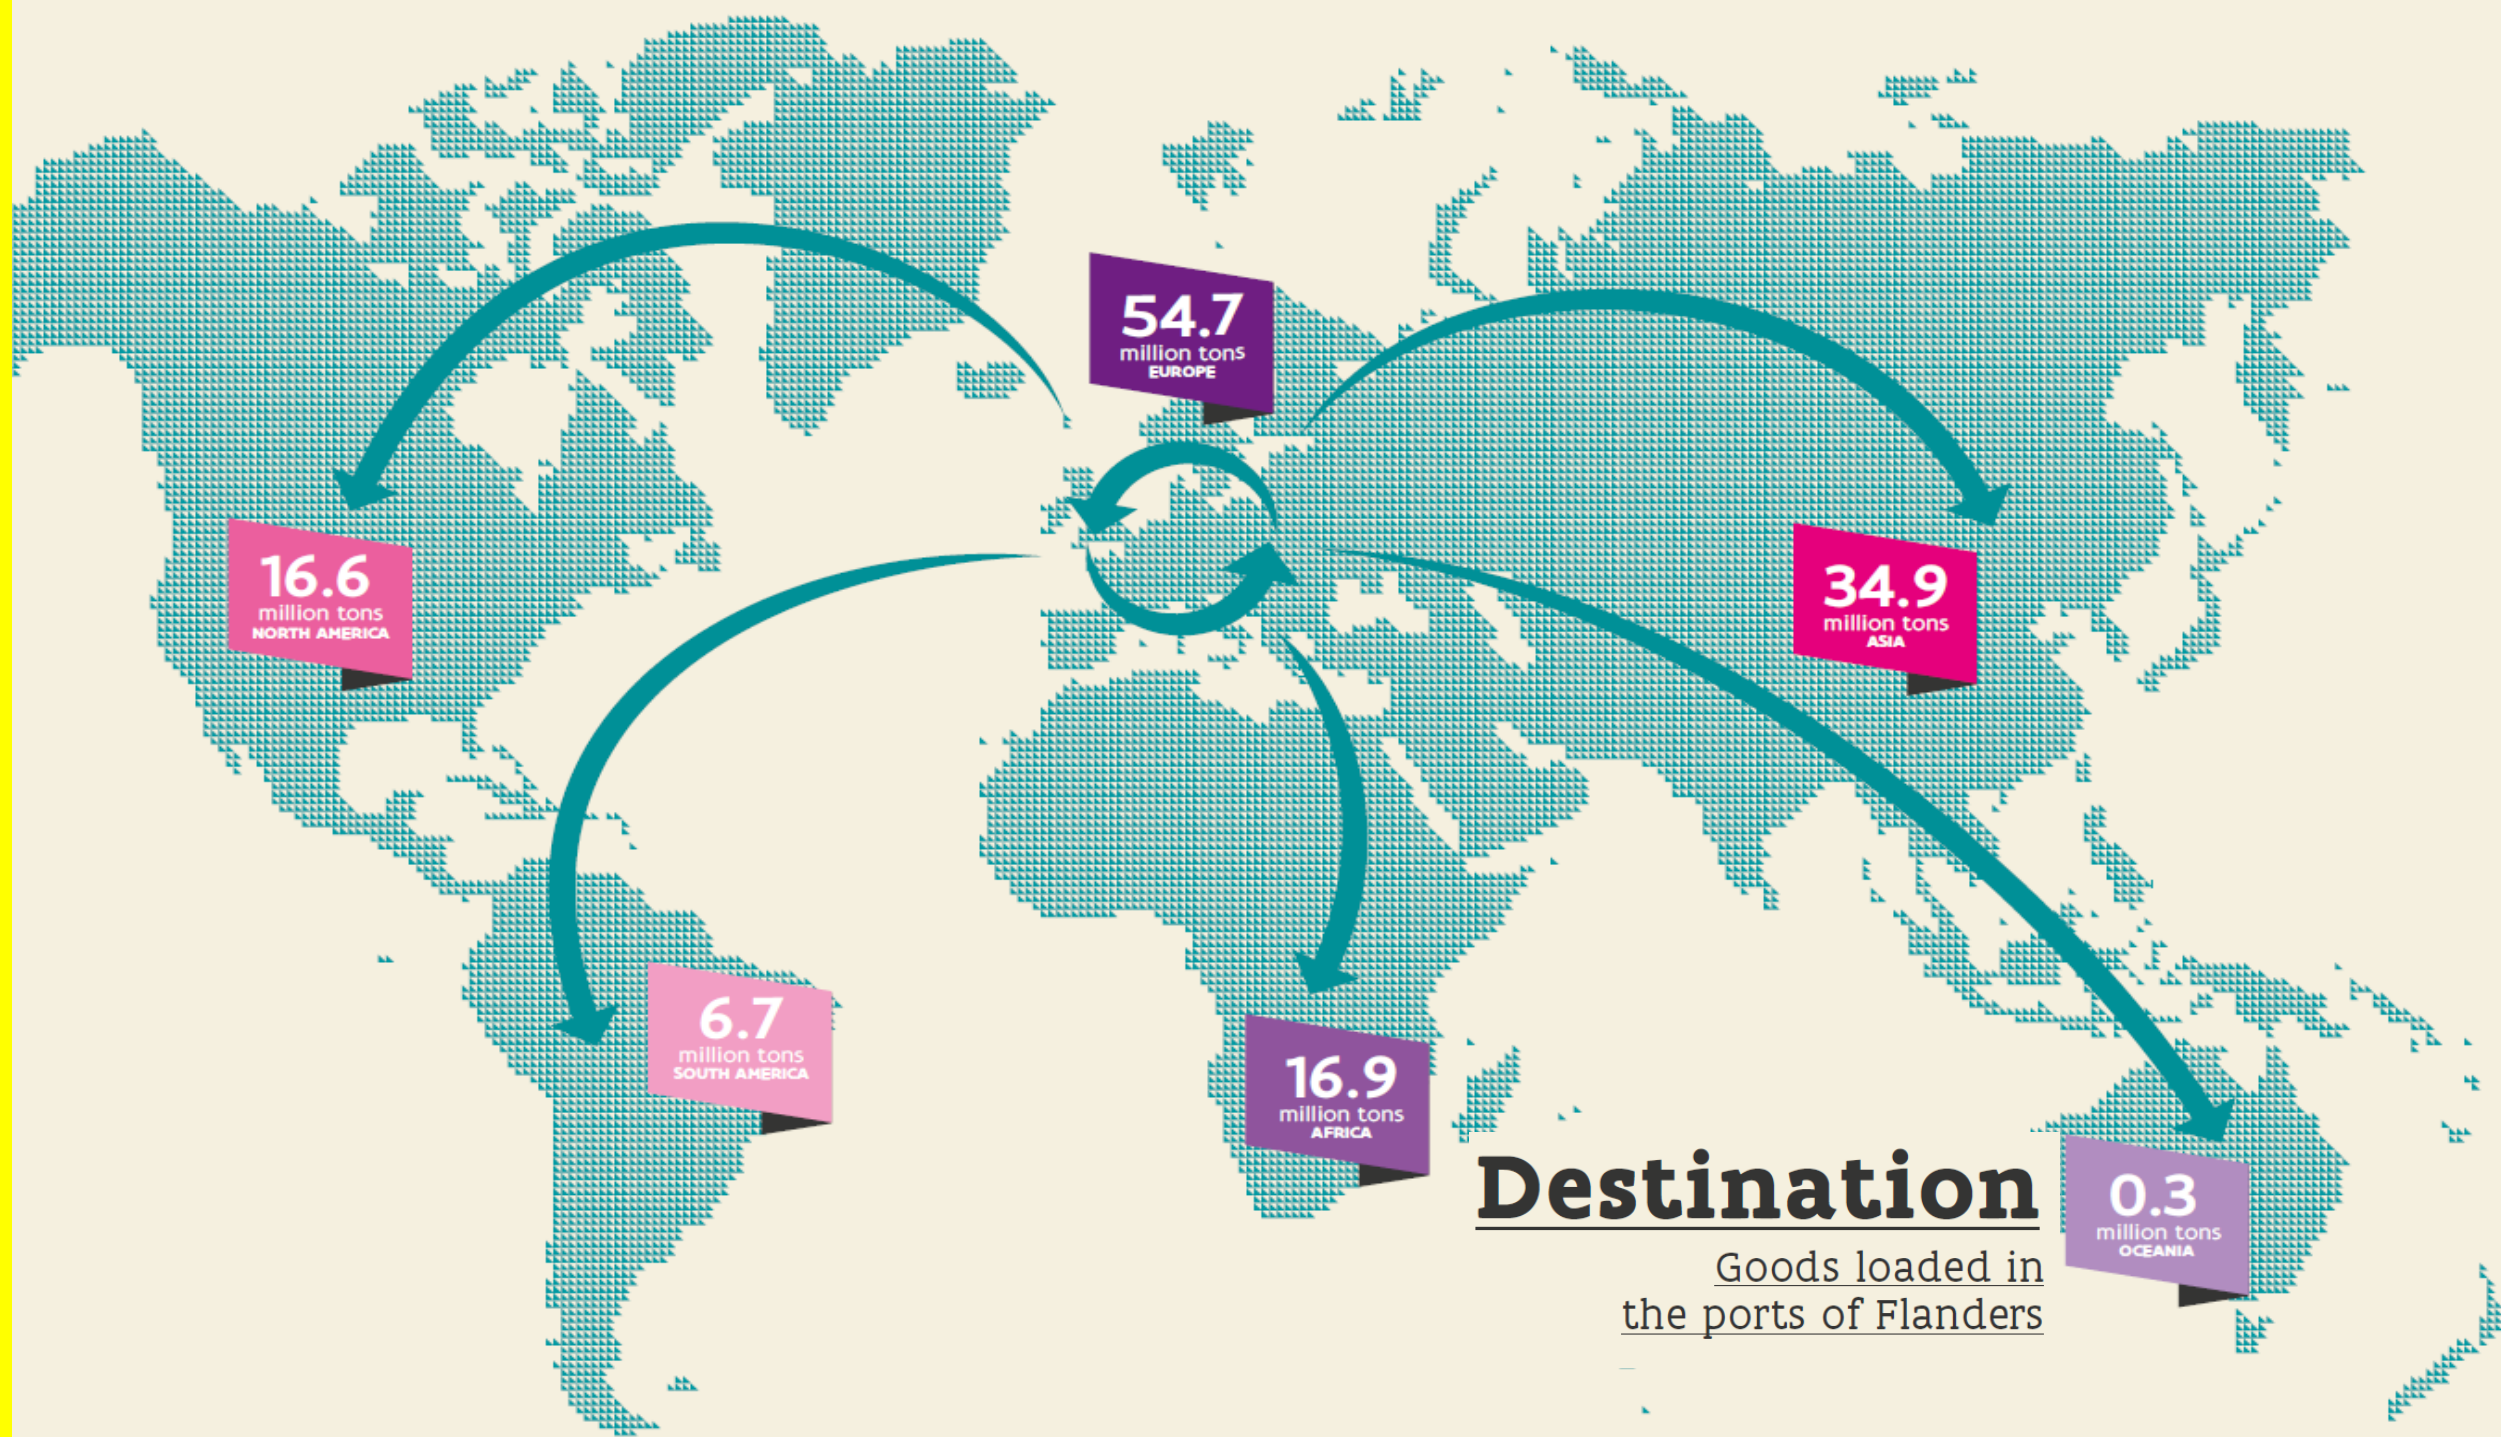 54.7
million tons
EUROPE
16.6
million tons
NORTH AMERICA
34.9
million tons
ASIA
6.7
million tons
SOUTH AMERICA
16.9
million tons
AFRICA
Destination
Goods loaded in
the ports of Flanders
0.3
million tons
OCEANIA